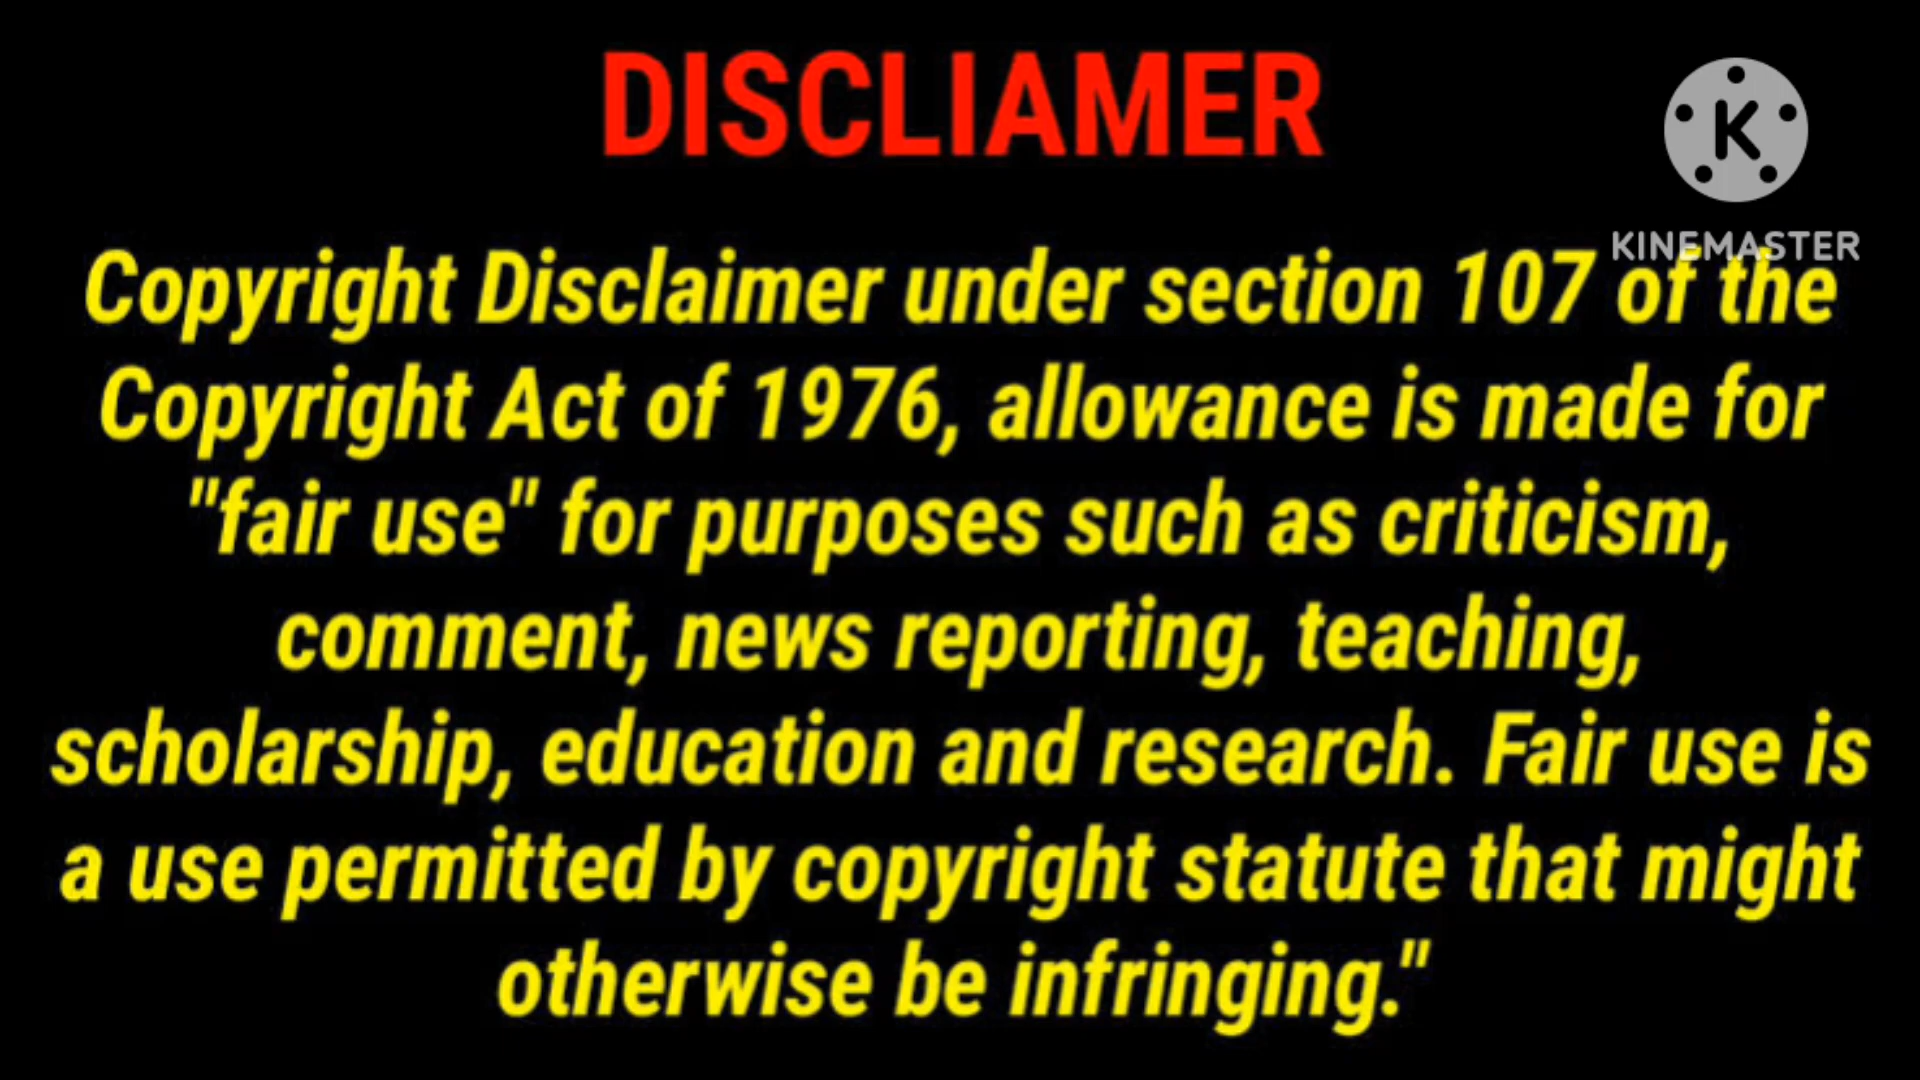 DISCLIAMER
KINEMASTER
Copyright Disclaimer under section 107 of the
Copyright Act of 1976, allowance is made for
"fair use" for purposes such as criticism,
comment, news reporting, teaching,
scholarship, education and research. Fair use is
a use permitted by copyright statute that might
otherwise be infringing."